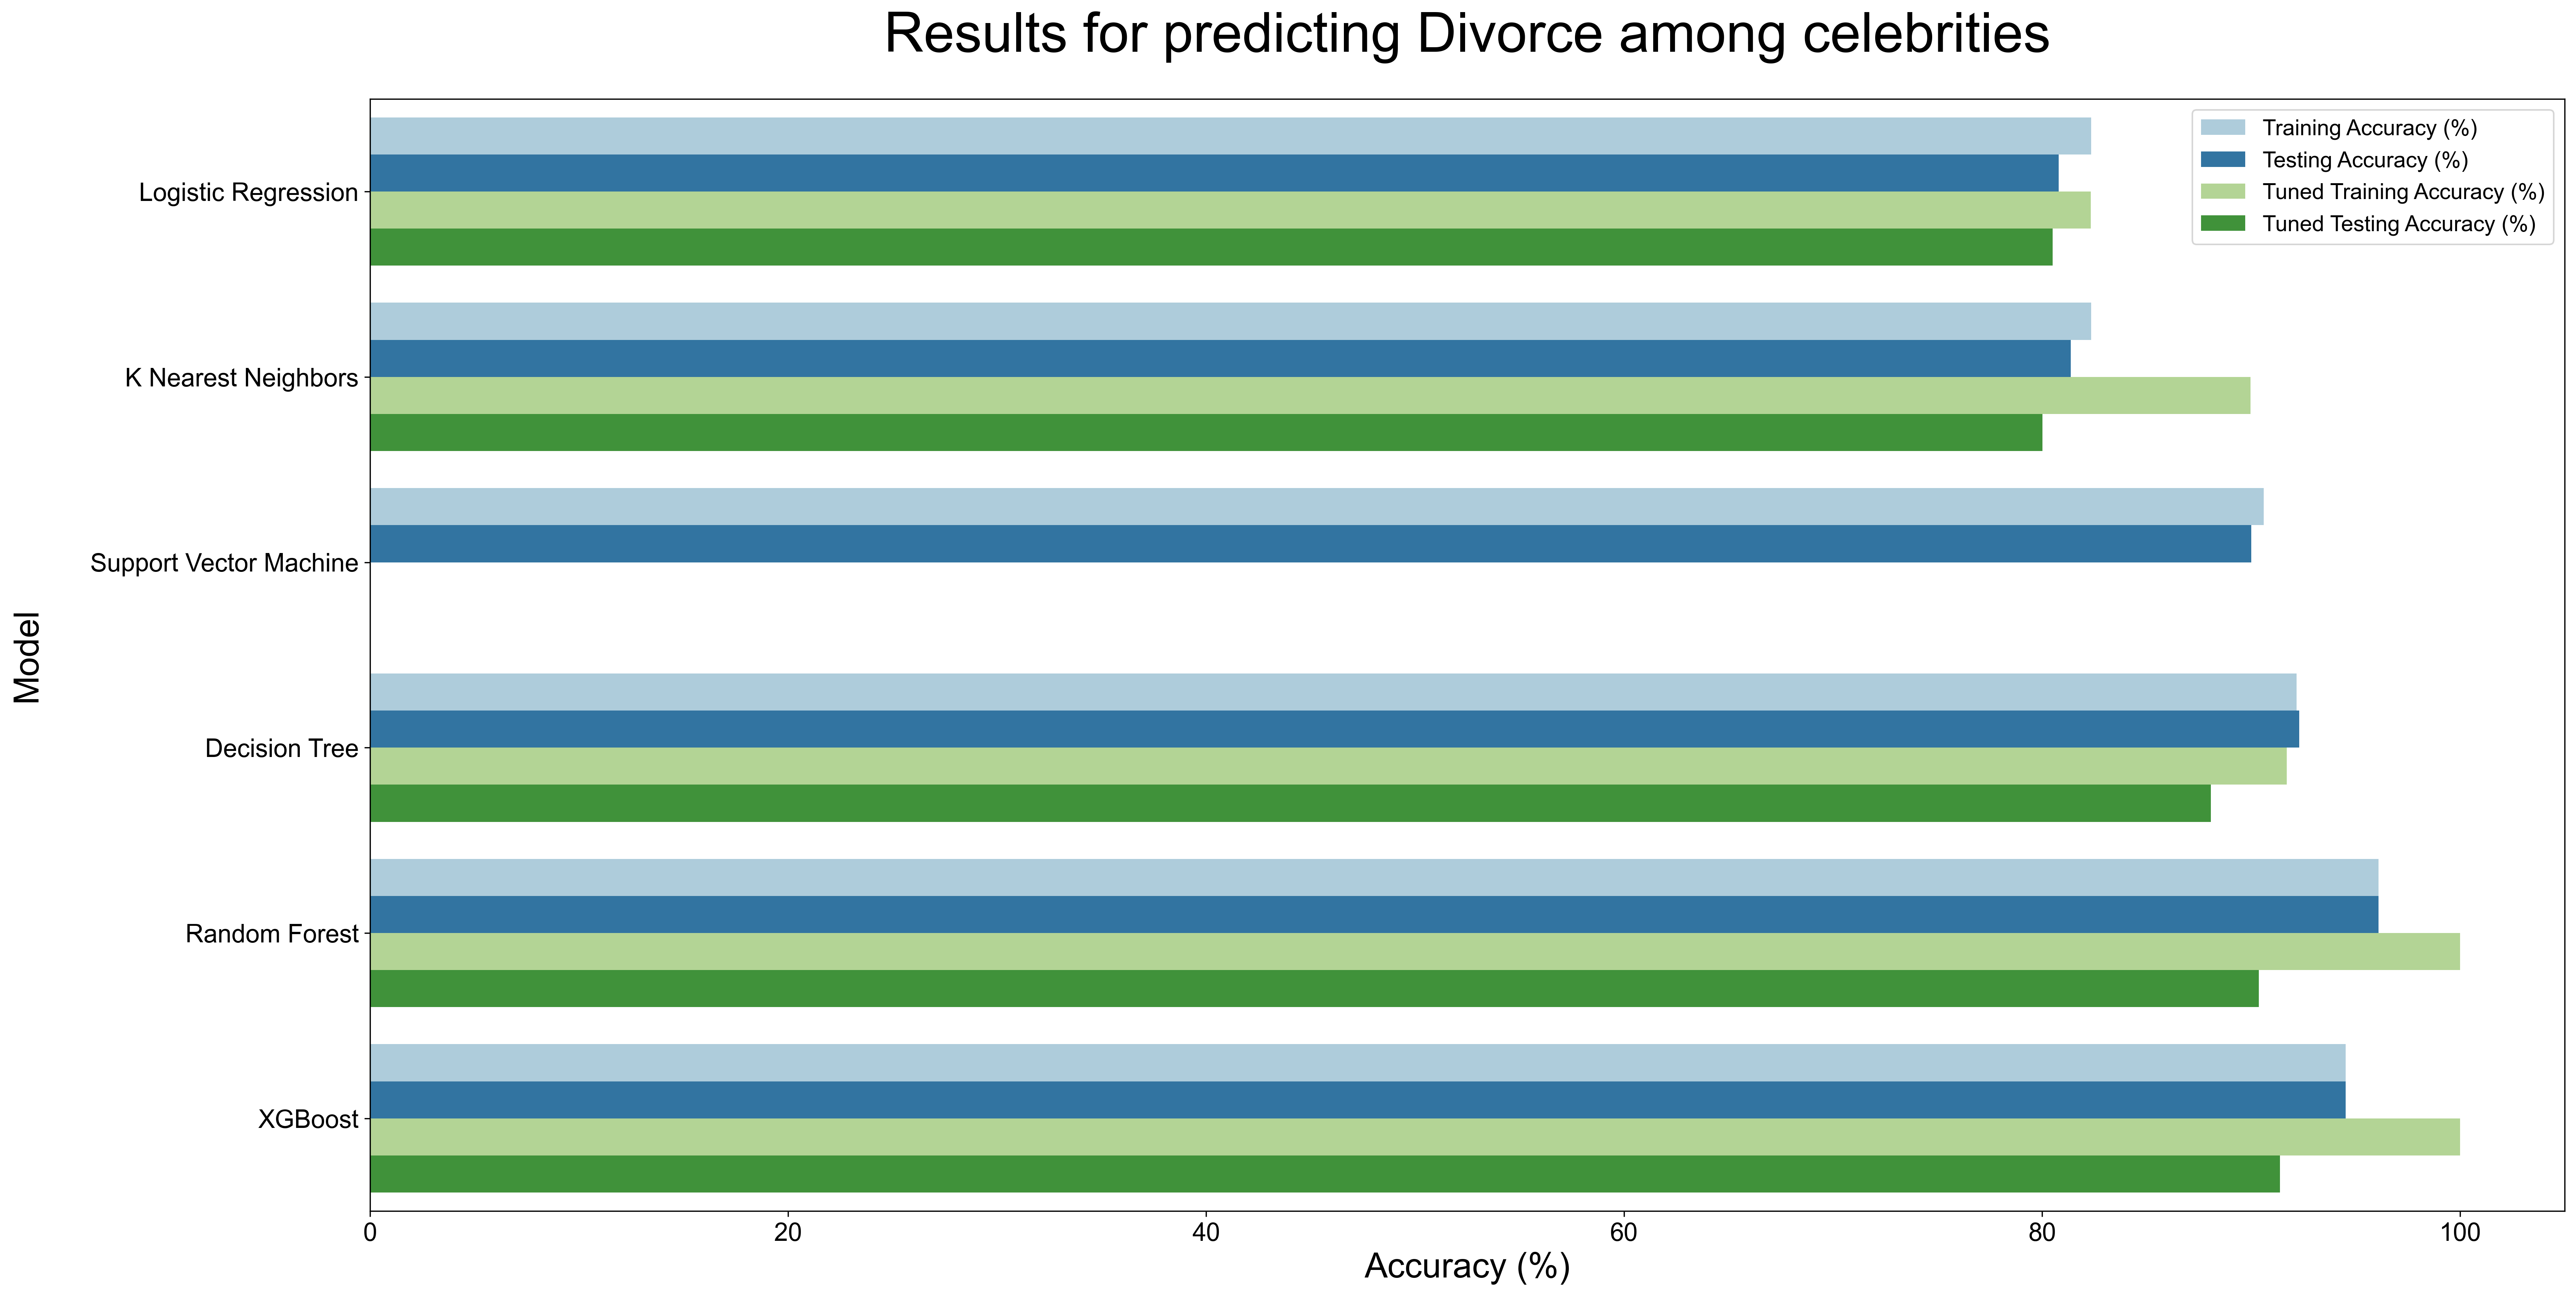 Results for predicting Divorce among celebrities
Training Accuracy (%)
Testing Accuracy (%)
Tuned Training Accuracy (%)
Tuned Testing Accuracy (%)
Model
Logistic Regression
K Nearest Neighbors
Support Vector Machine
Decision Tree
Random Forest
XGBoost
0 20 40 60 80 100
Accuracy (%)